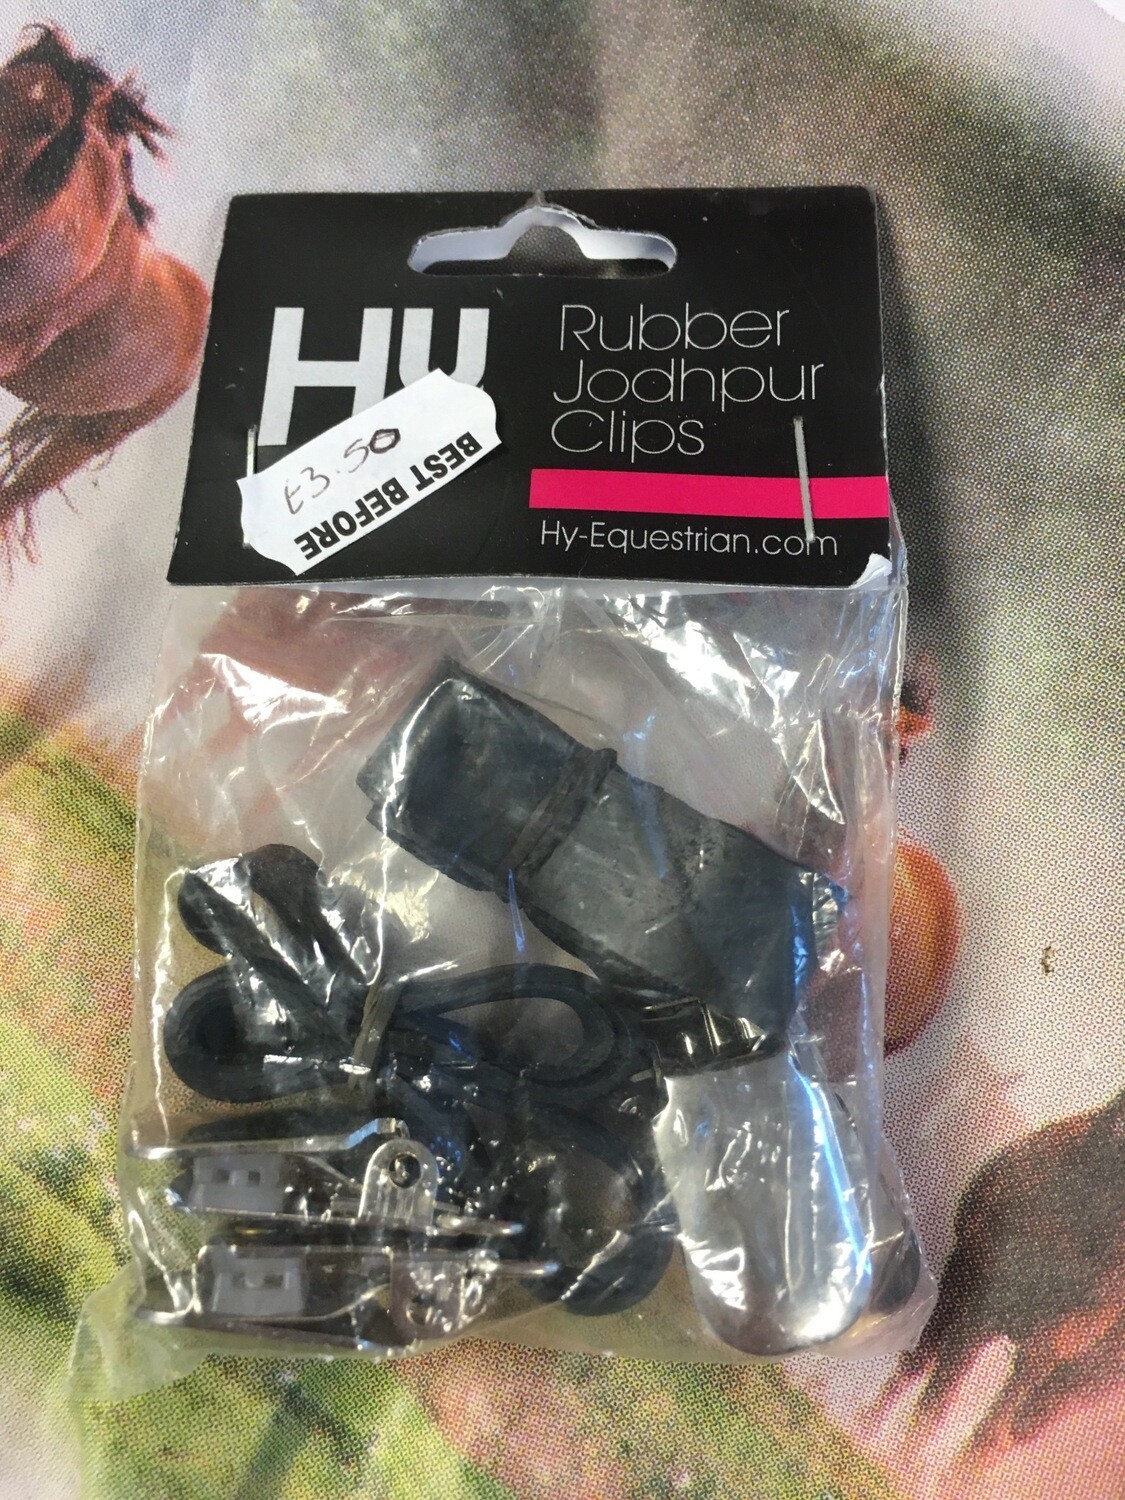 Hy
Rubber
Jodhpur
Clips
£3.50
BEST BEFORE
Hy-Equestrian.com